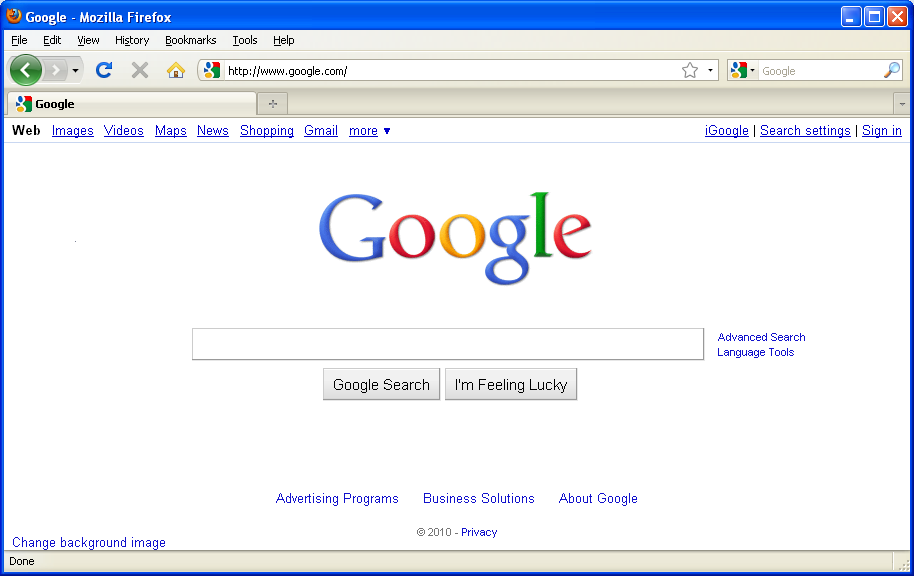 Google - Mozilla Firefox
File Edit View History Bookmarks Tools Help
http://www.google.com/ Google
Google
Web Images Videos Maps News Shopping Gmail more ▼ iGoogle | Search settings | Sign in
Google
Advanced Search
Language Tools
Google Search I'm Feeling Lucky
Advertising Programs Business Solutions About Google
© 2010 - Privacy
Change background image
Done